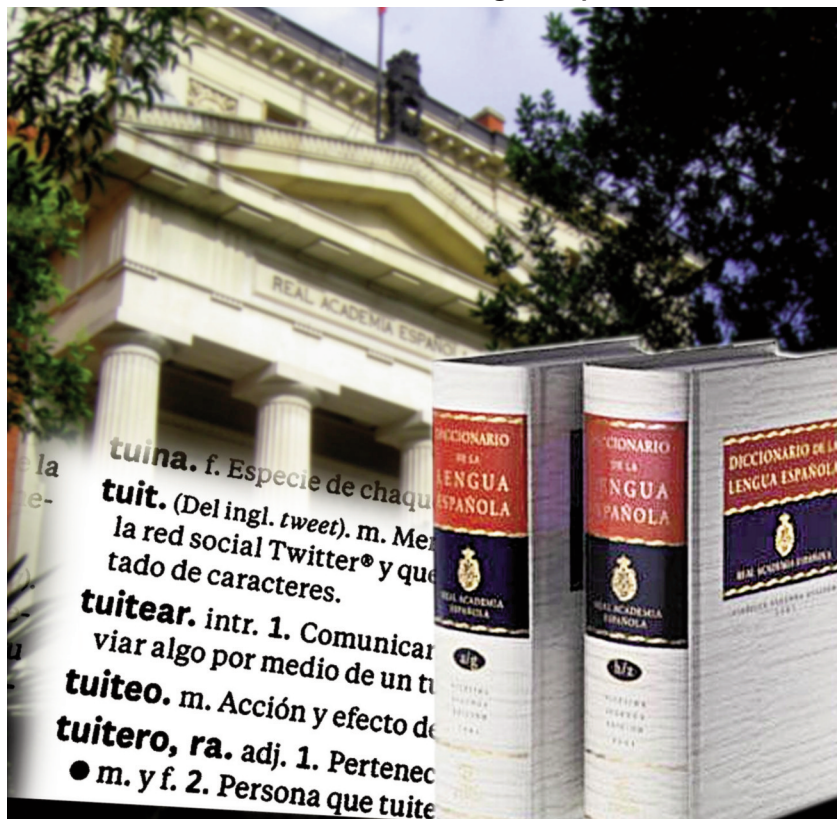 REAL ACADEMIA ESPAÑOLA
la
tuina. f. Especie de chaqu
tuit. (Del ingl. tweet). m. Me
la red social Twitter® y que
tado de caracteres.
tuitear. intr. 1. Comunicar
viar algo por medio de un tu
tuiteo. m. Acción y efecto de
tuitero, ra. adj. 1. Pertenec
● m. y f. 2. Persona que tuite
DICCIONARIO
DE LA
LENGUA
ESPAÑOLA
REAL ACADEMIA
ESPAÑOLA
a/g
CCIONARIO
DE LA
ENGUA
SPAÑOLA
REAL ACADEMIA
ESPAÑOLA
h/z
DICCIONARIO DE LA
LENGUA ESPAÑOLA
REAL ACADEMIA ESPAÑOLA